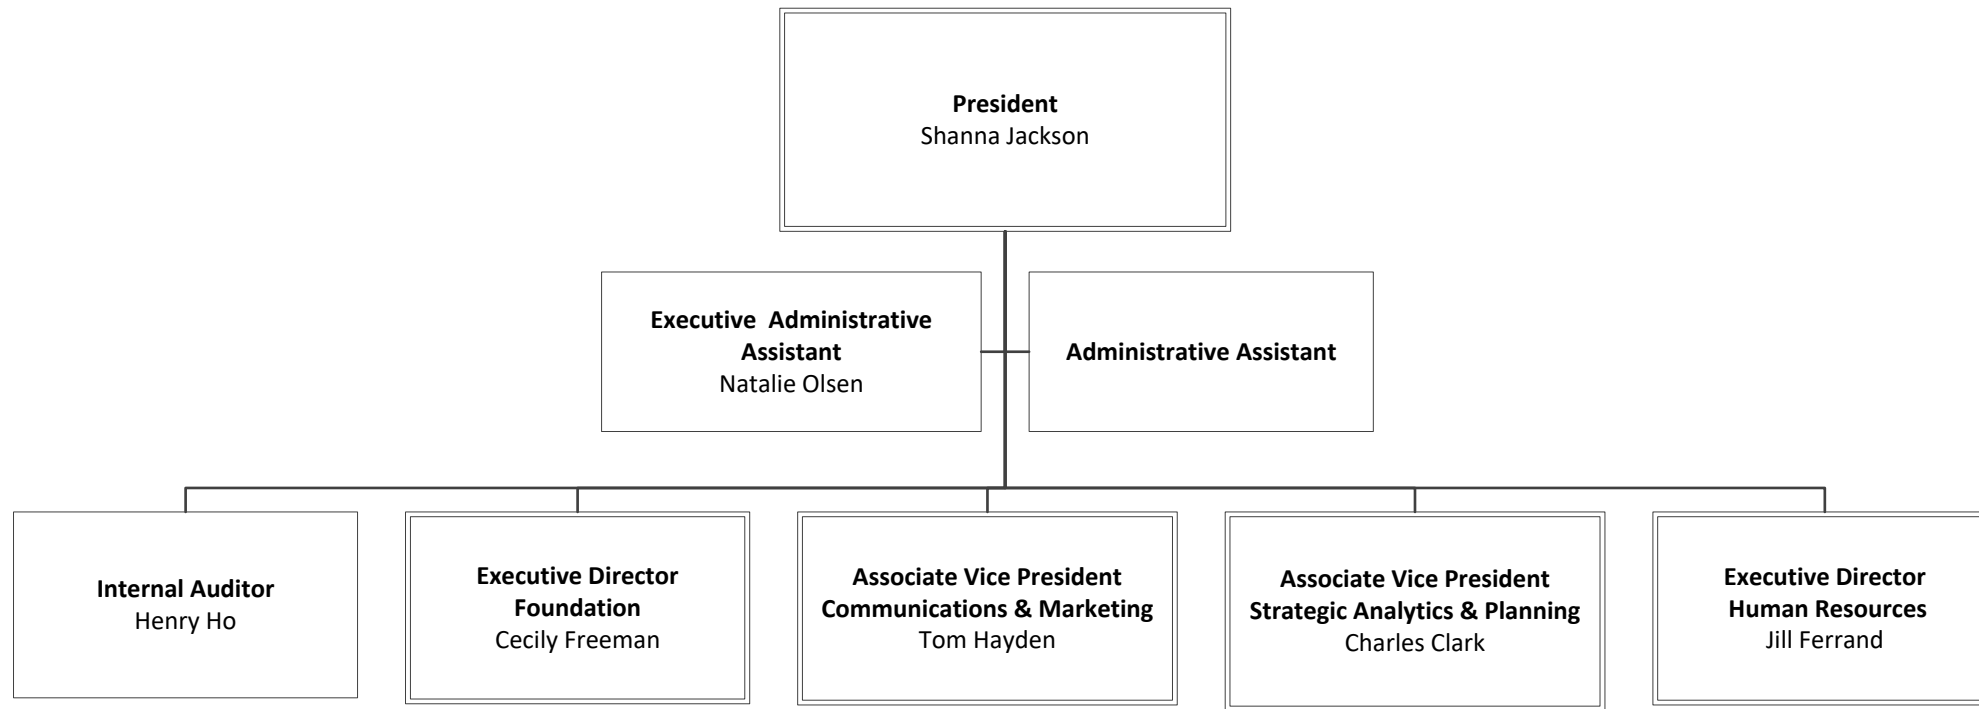 President
Shanna Jackson
Executive  Administrative
Assistant
Natalie Olsen
Administrative Assistant
Internal Auditor
Henry Ho
Executive Director
Foundation
Cecily Freeman
Associate Vice President
Communications & Marketing
Tom Hayden
Associate Vice President
Strategic Analytics & Planning
Charles Clark
Executive Director
Human Resources
Jill Ferrand